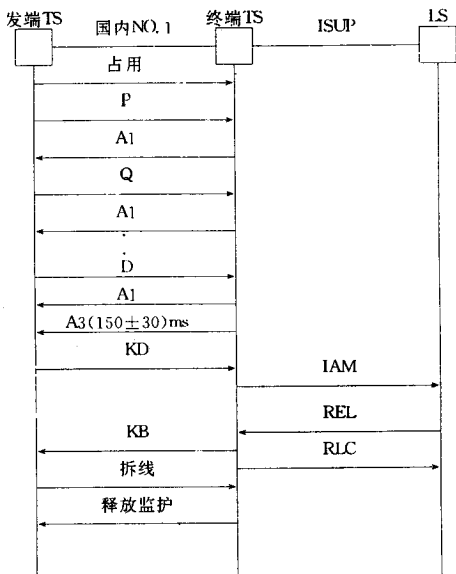 发端TS 国内NO.1 终端TS ISUP LS
占用
P
A1
Q
A1
⋮
D
A1
A3(150±30)ms
KD
IAM
REL
KB
RLC
拆线
释放监护